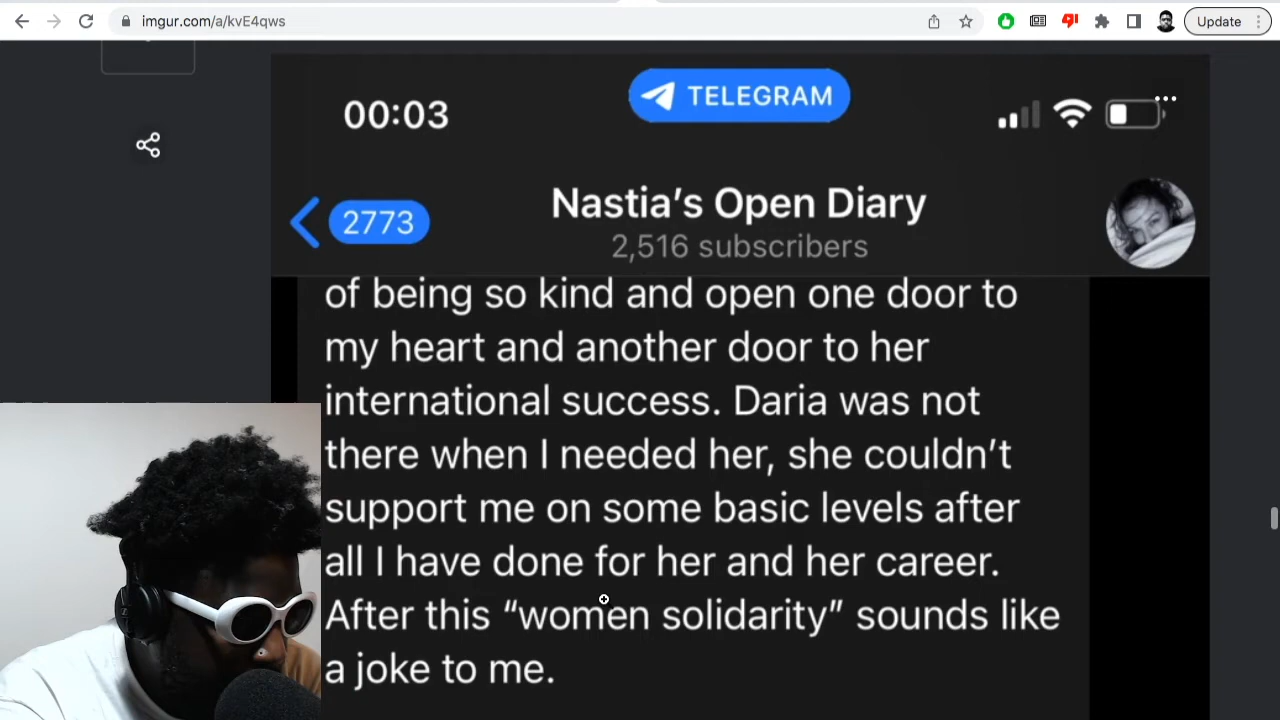 imgur.com/a/kvE4qws
Update
00:03
TELEGRAM
2773
Nastia's Open Diary
2,516 subscribers
of being so kind and open one door to
my heart and another door to her
international success. Daria was not
there when I needed her, she couldn't
support me on some basic levels after
all I have done for her and her career.
After this “women solidarity” sounds like
a joke to me.